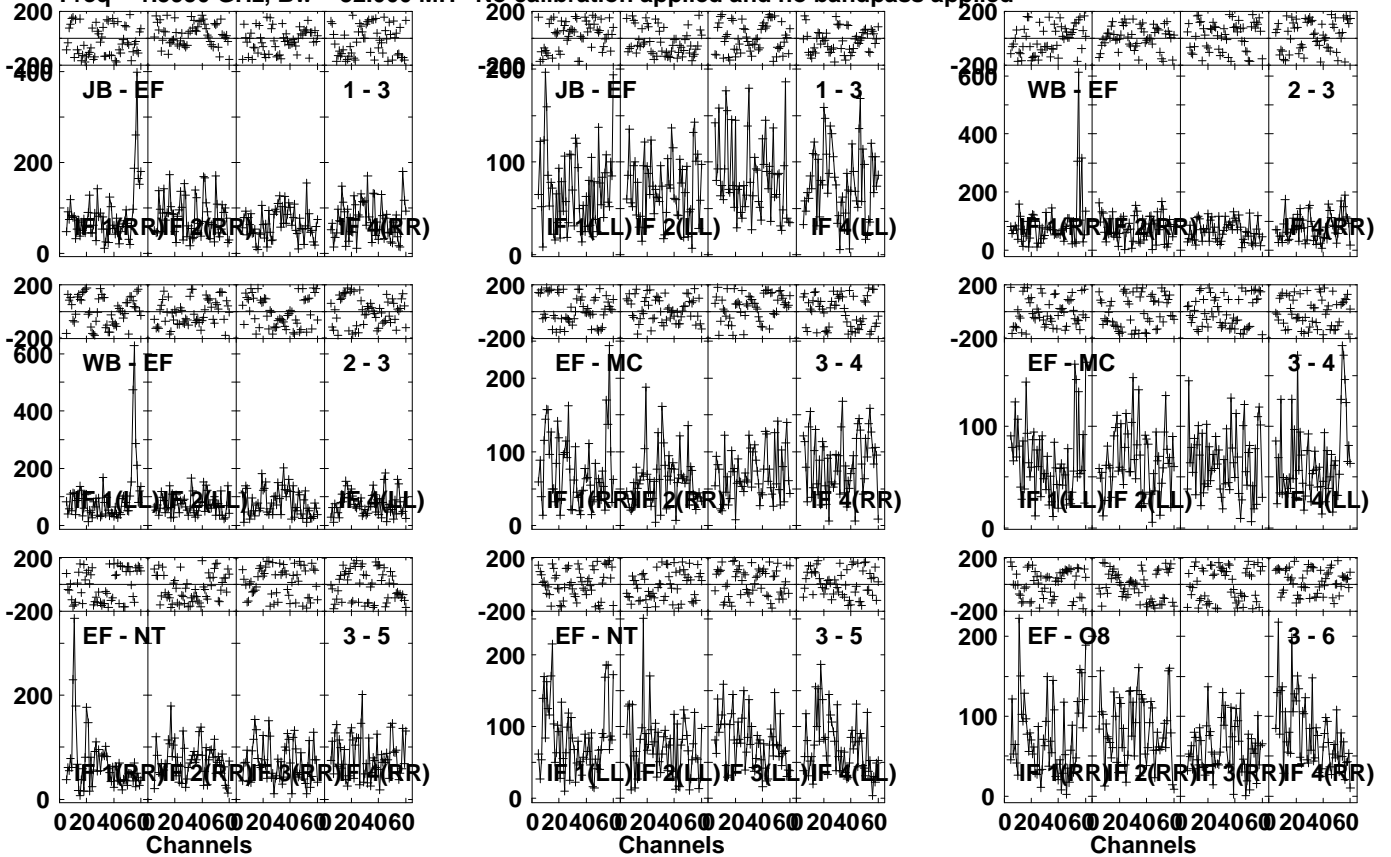 200
-200
400
JB - EF
1 - 3
200
0
IF 1(RR)
IF 2(RR)
IF 4(RR)
200
-200
200
JB - EF
1 - 3
100
0
IF 1(LL)
IF 2(LL)
IF 4(LL)
200
-200
600
WB - EF
2 - 3
400
200
0
IF 1(RR)
IF 2(RR)
IF 4(RR)
200
-200
600
WB - EF
2 - 3
400
200
0
IF 1(LL)
IF 2(LL)
IF 4(LL)
200
-200
EF - MC
3 - 4
200
100
0
IF 1(RR)
IF 2(RR)
IF 4(RR)
200
-200
EF - MC
3 - 4
100
0
IF 1(LL)
IF 2(LL)
IF 4(LL)
200
-200
EF - NT
3 - 5
200
0
IF 1(RR)
IF 2(RR)
IF 3(RR)
IF 4(RR)
0 20 40 60 0 20 40 60 0 20 40 60 0 20 40 60
Channels
200
-200
EF - NT
3 - 5
200
100
0
IF 1(LL)
IF 2(LL)
IF 3(LL)
IF 4(LL)
0 20 40 60 0 20 40 60 0 20 40 60 0 20 40 60
Channels
200
-200
EF - O8
3 - 6
200
100
0
IF 1(RR)
IF 2(RR)
IF 3(RR)
IF 4(RR)
0 20 40 60 0 20 40 60 0 20 40 60 0 20 40 60
Channels